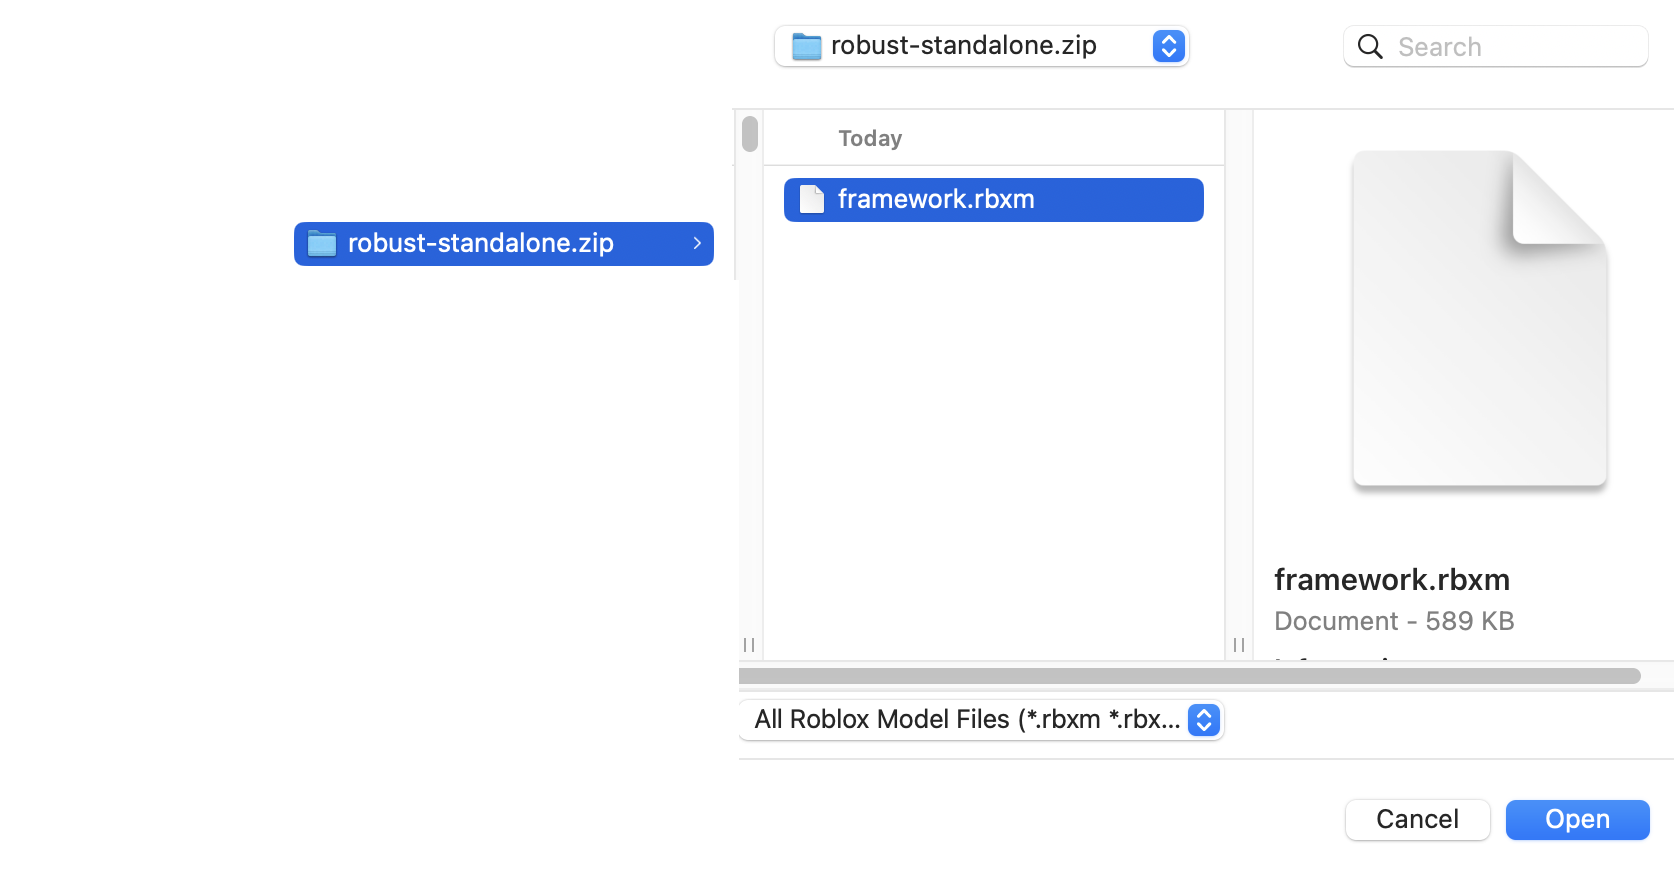 robust-standalone.zip
Search
Today
framework.rbxm
robust-standalone.zip
framework.rbxm
Document - 589 KB
All Roblox Model Files (*.rbxm *.rbx...
Cancel
Open